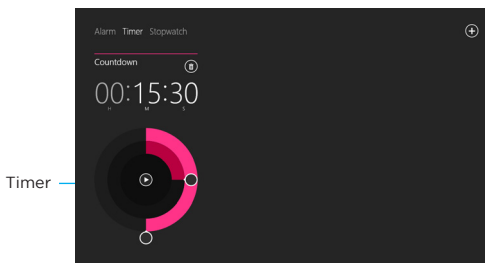 Alarm Timer Stopwatch
Countdown
00:15:30
H M S
Timer